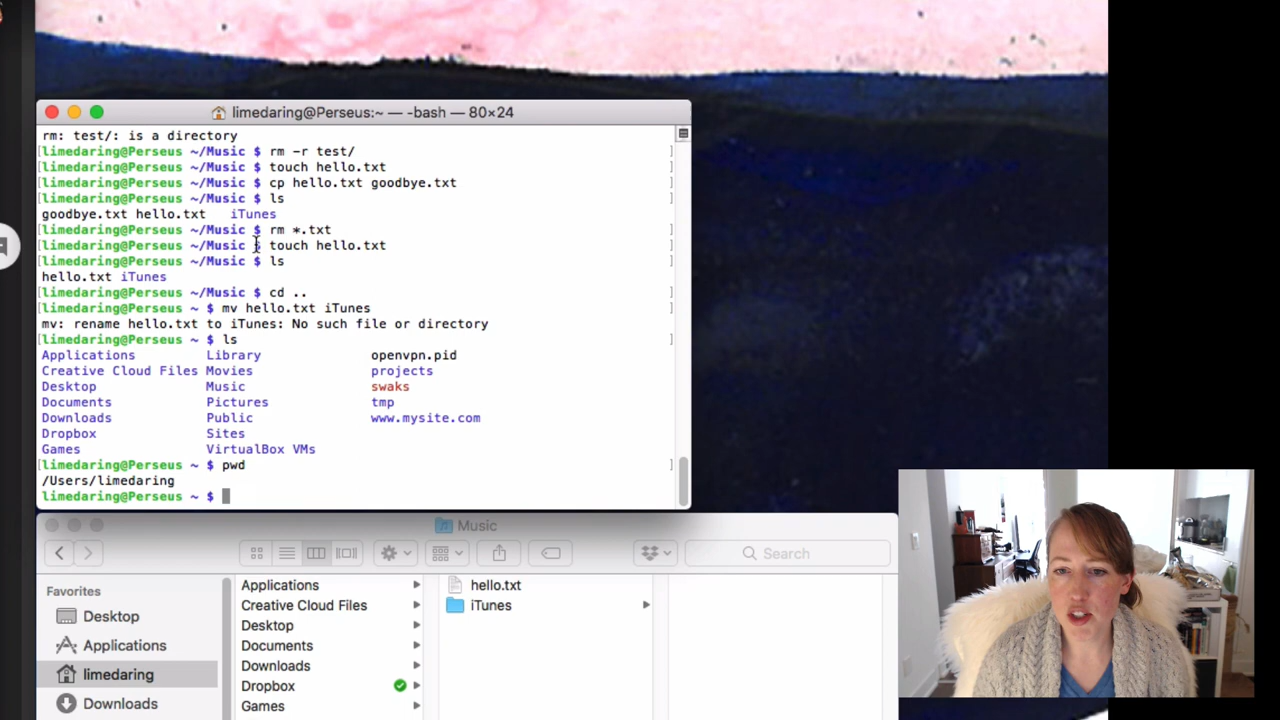 limedaring@Perseus:~ — -bash — 80×24
rm: test/: is a directory
[limedaring@Perseus ~/Music $ rm -r test/ ]
[limedaring@Perseus ~/Music $ touch hello.txt ]
[limedaring@Perseus ~/Music $ cp hello.txt goodbye.txt ]
[limedaring@Perseus ~/Music $ ls ]
goodbye.txt hello.txt iTunes
[limedaring@Perseus ~/Music $ rm *.txt ]
[limedaring@Perseus ~/Music $ touch hello.txt ]
[limedaring@Perseus ~/Music $ ls ]
hello.txt iTunes
[limedaring@Perseus ~/Music $ cd .. ]
[limedaring@Perseus ~ $ mv hello.txt iTunes ]
mv: rename hello.txt to iTunes: No such file or directory
[limedaring@Perseus ~ $ ls ]
Applications Library openvpn.pid
Creative Cloud Files Movies projects
Desktop Music swaks
Documents Pictures tmp
Downloads Public www.mysite.com
Dropbox Sites
Games VirtualBox VMs
[limedaring@Perseus ~ $ pwd ]
/Users/limedaring
limedaring@Perseus ~ $
Music
Search
Favorites
Desktop
Applications
limedaring
Downloads
Applications
Creative Cloud Files
Desktop
Documents
Downloads
Dropbox
Games
hello.txt
iTunes